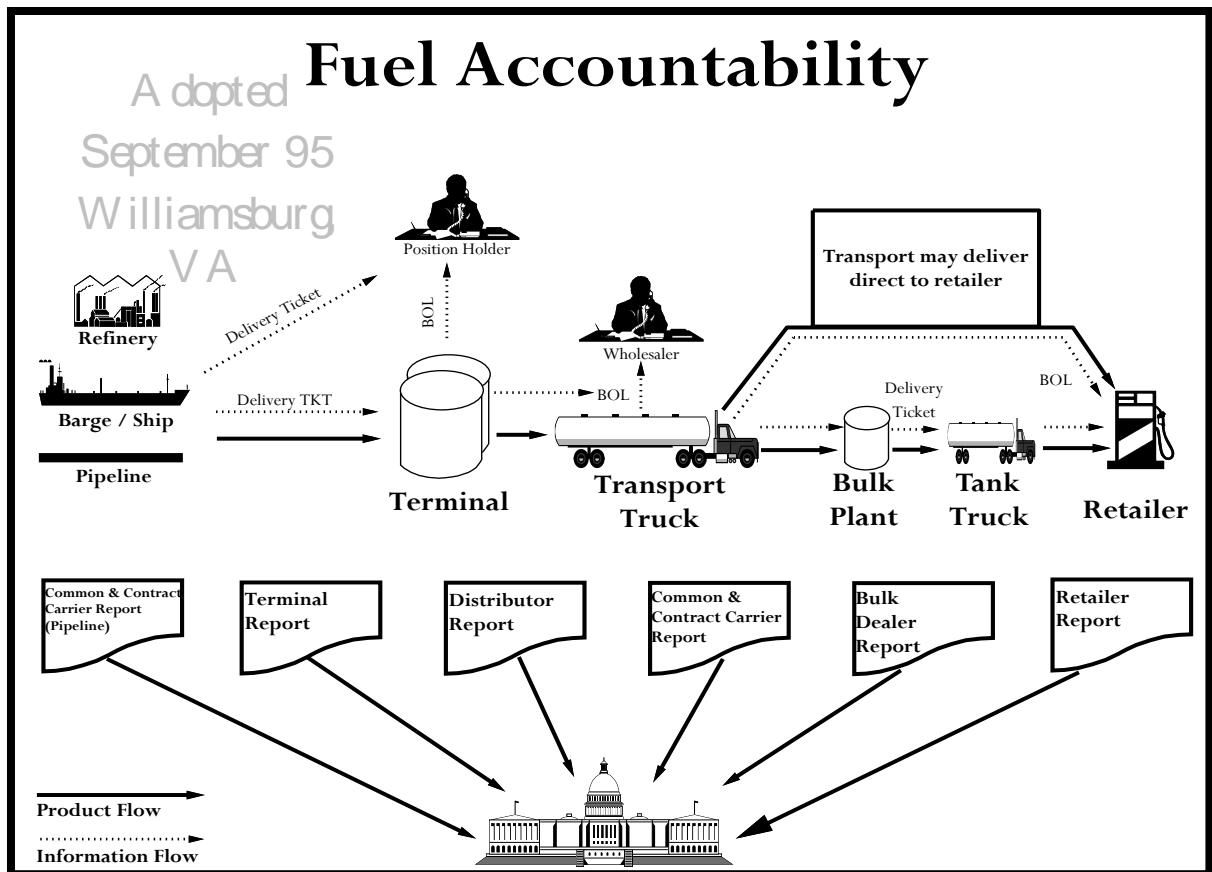 Fuel Accountability
Adopted
September 95
Williamsburg,
VA
Position Holder
Transport may deliver
direct to retailer
Delivery Ticket
BOL
Refinery
Wholesaler
Delivery TKT
BOL
Delivery
Ticket
BOL
Barge / Ship
Pipeline
Terminal
Transport
Truck
Bulk
Plant
Tank
Truck
Retailer
Common & Contract
Carrier Report
(Pipeline)
Terminal
Report
Distributor
Report
Common &
Contract Carrier
Report
Bulk
Dealer
Report
Retailer
Report
Product Flow
Information Flow